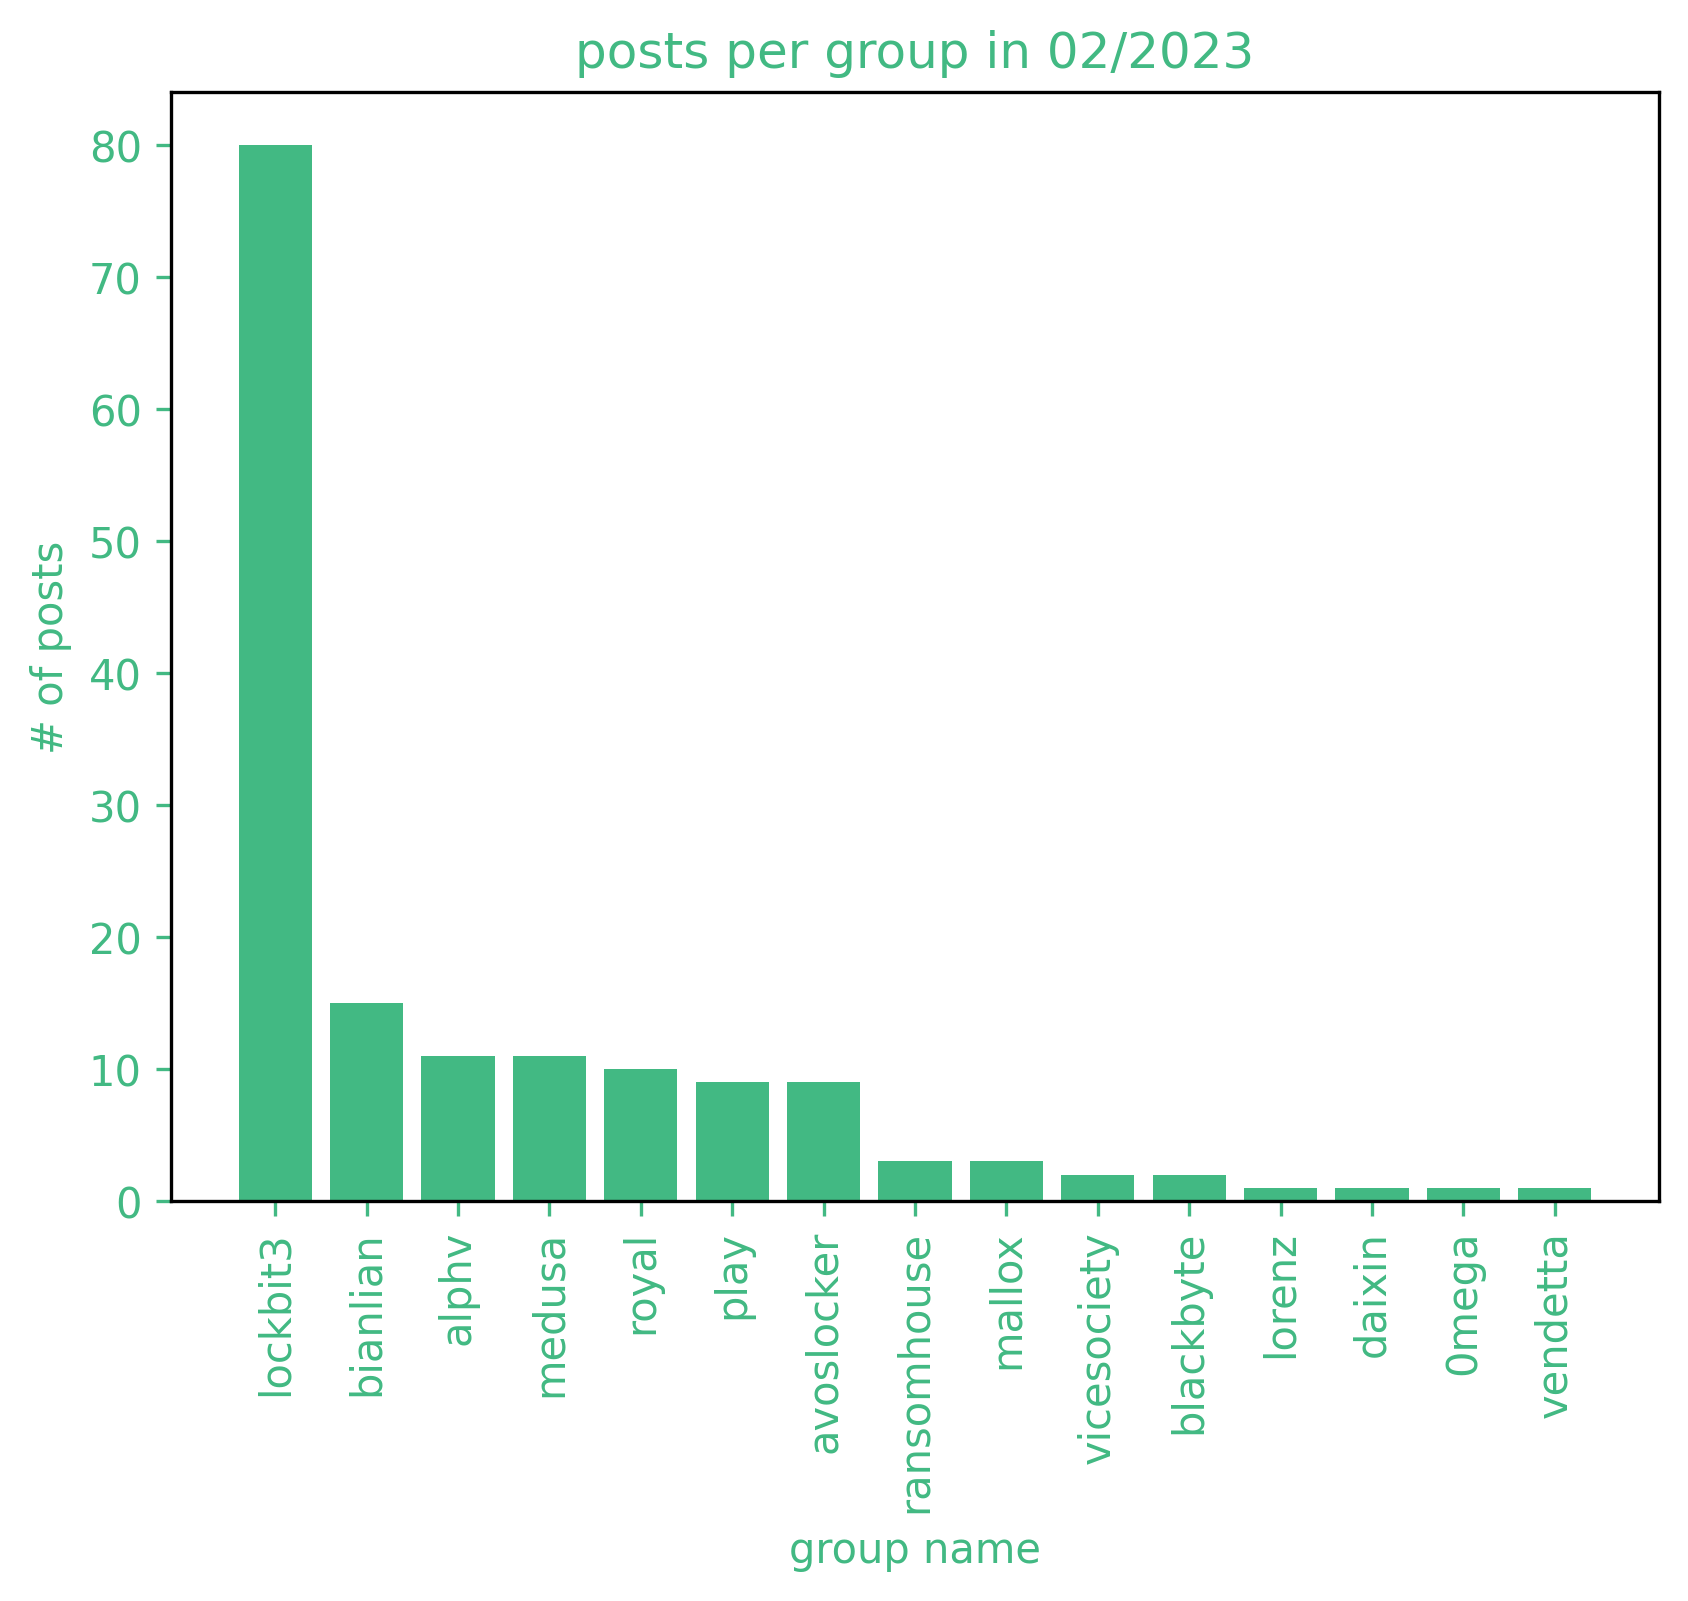 posts per group in 02/2023
# of posts
80
70
60
50
40
30
20
10
0
lockbit3
bianlian
alphv
medusa
royal
play
avoslocker
ransomhouse
mallox
vicesociety
blackbyte
lorenz
daixin
0mega
vendetta
group name